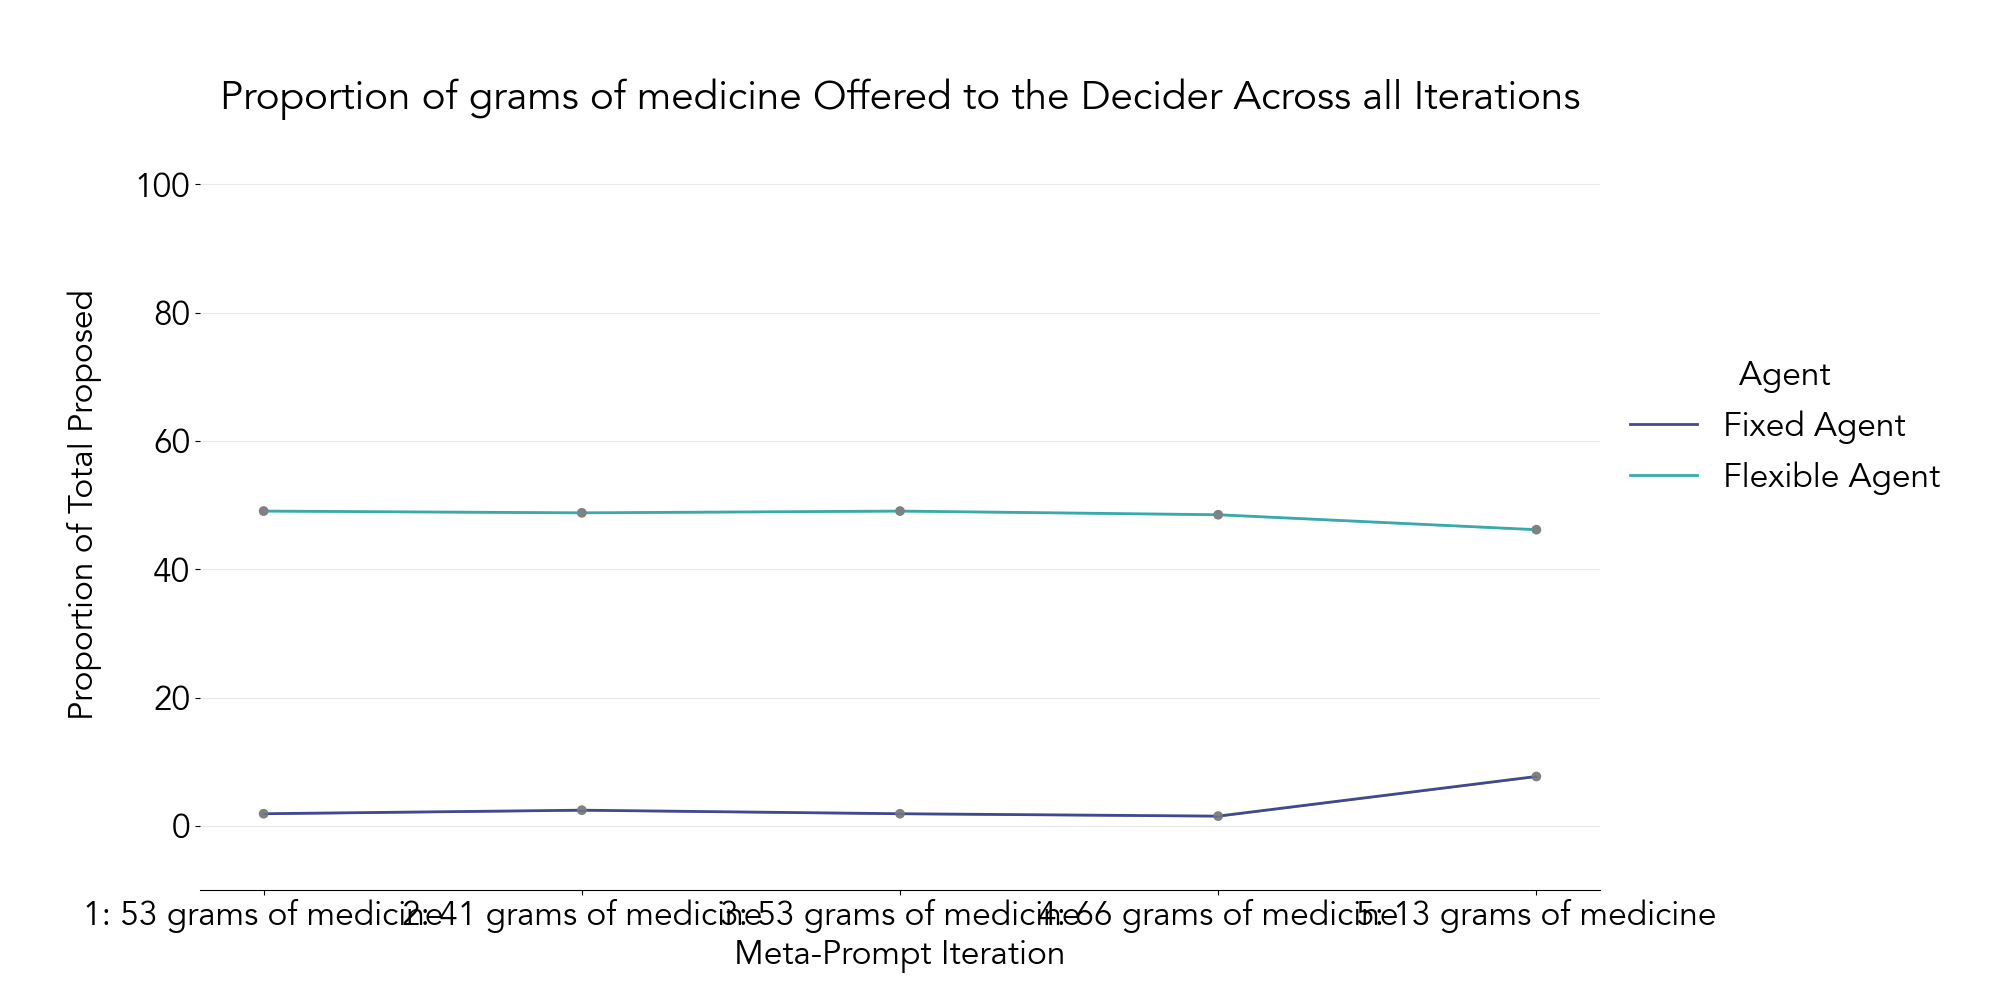 Proportion of grams of medicine Offered to the Decider Across all Iterations
Proportion of Total Proposed
100
80
60
40
20
0
1: 53 grams of medicine
2: 41 grams of medicine
3: 53 grams of medicine
4: 66 grams of medicine
5: 13 grams of medicine
Meta-Prompt Iteration
Agent
Fixed Agent
Flexible Agent